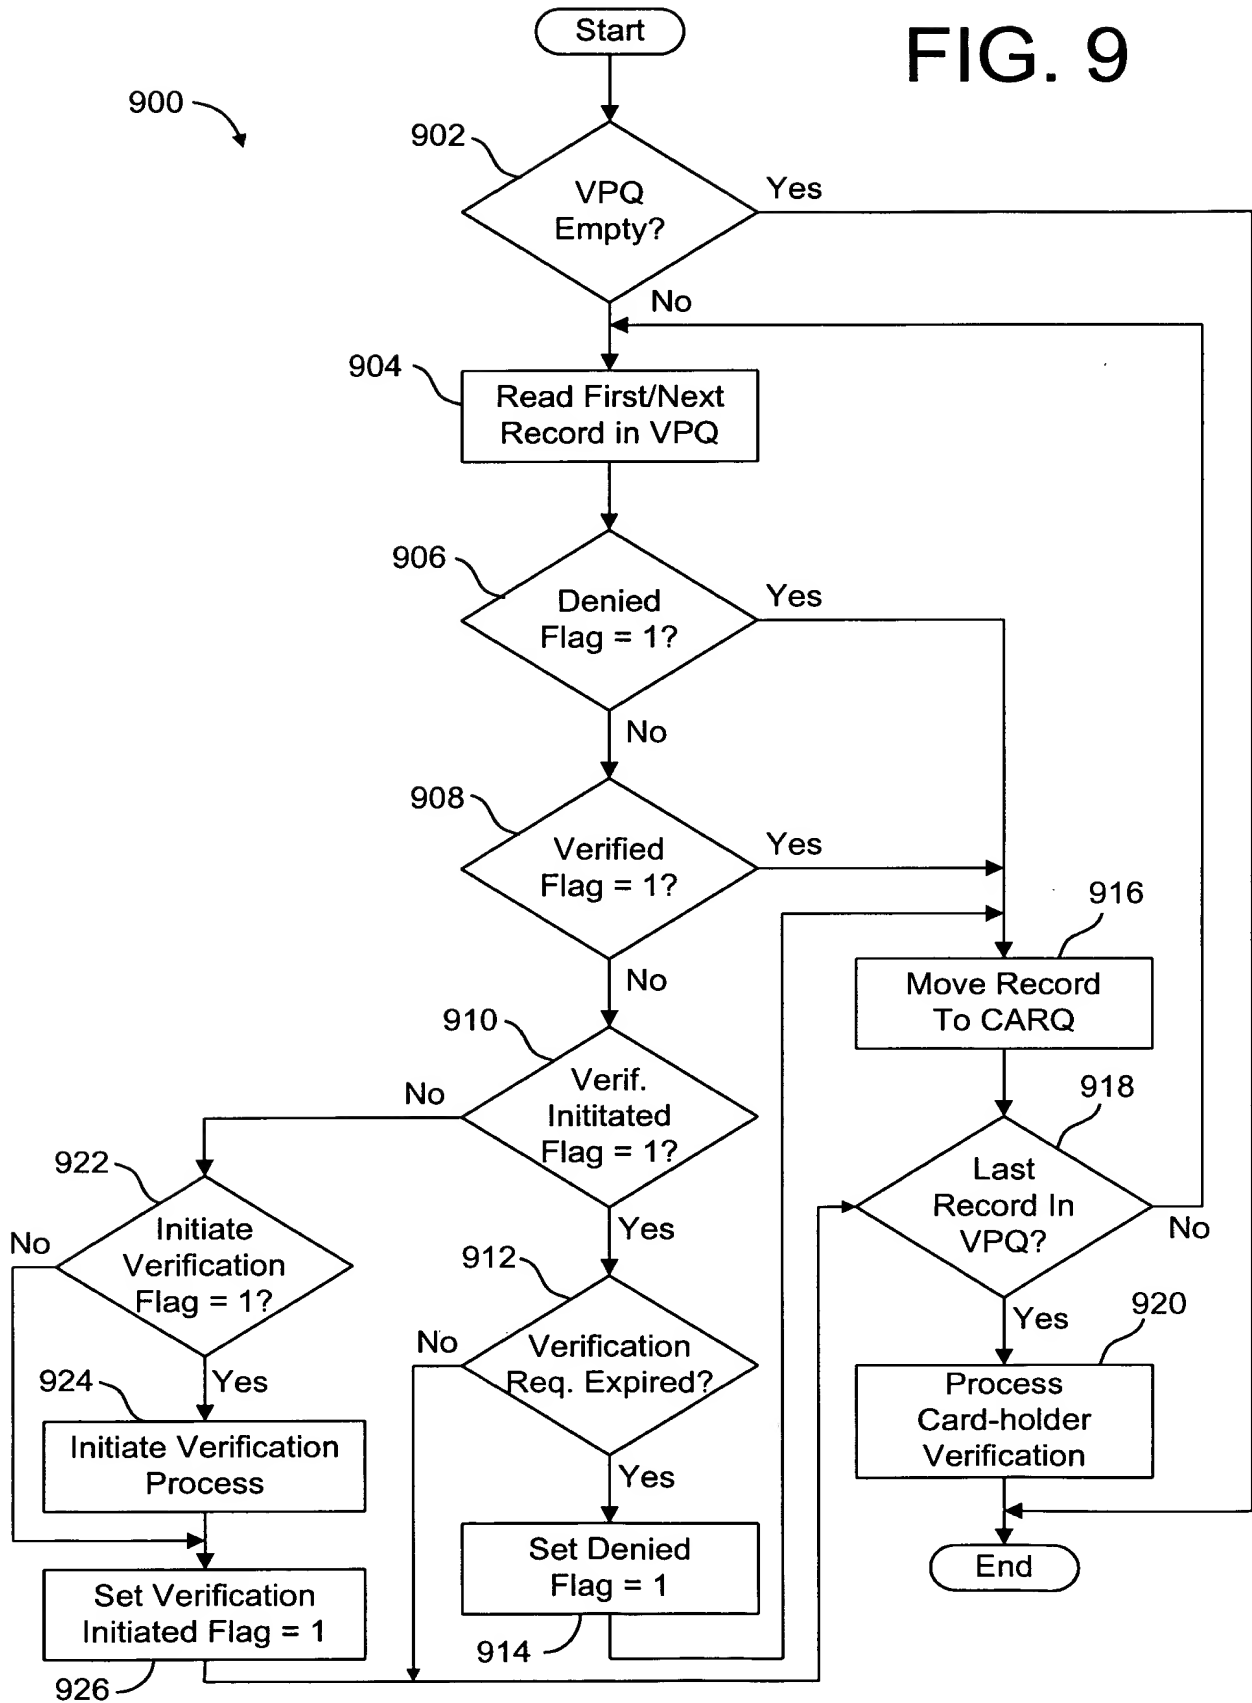 Start
FIG. 9
900
902
VPQ
Empty?
Yes
No
904
Read First/Next
Record in VPQ
906
Denied
Flag = 1?
Yes
No
908
Verified
Flag = 1?
Yes
No
916
Move Record
To CARQ
910
Verif.
Inititated
Flag = 1?
No
Yes
918
Last
Record In
VPQ?
No
Yes
922
Initiate
Verification
Flag = 1?
No
Yes
912
Verification
Req. Expired?
No
Yes
920
Process
Card-holder
Verification
924
Initiate Verification
Process
Set Denied
Flag = 1
914
End
Set Verification
Initiated Flag = 1
926